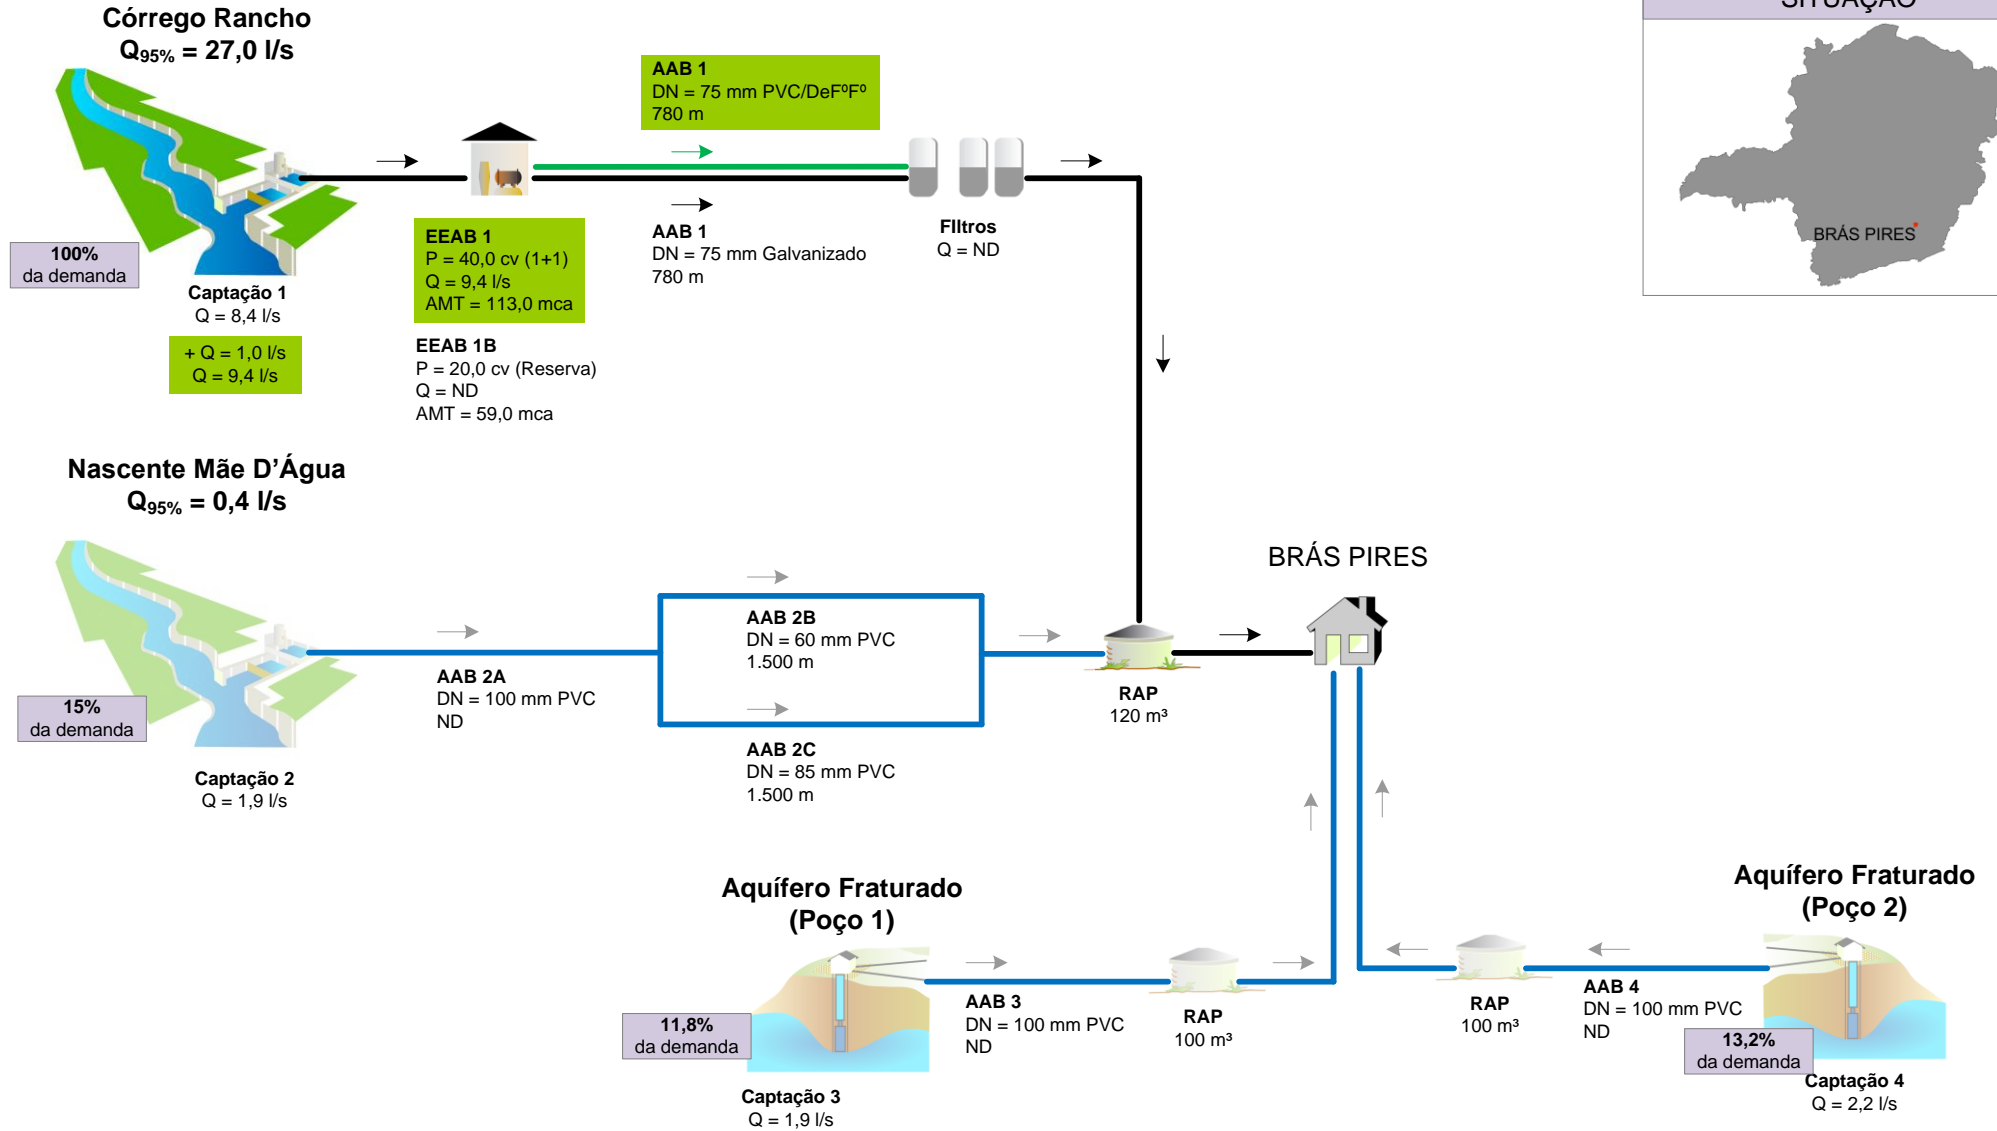 Córrego Rancho
Q95% = 27,0 l/s
100%
da demanda
Captação 1
Q = 8,4 l/s
+ Q = 1,0 l/s
Q = 9,4 l/s
EEAB 1
P = 40,0 cv (1+1)
Q = 9,4 l/s
AMT = 113,0 mca
EEAB 1B
P = 20,0 cv (Reserva)
Q = ND
AMT = 59,0 mca
AAB 1
DN = 75 mm PVC/DeFºFº
780 m
AAB 1
DN = 75 mm Galvanizado
780 m
FIltros
Q = ND
SITUAÇÃO
BRÁS PIRES
Nascente Mãe D’Água
Q95% = 0,4 l/s
15%
da demanda
Captação 2
Q = 1,9 l/s
AAB 2A
DN = 100 mm PVC
ND
AAB 2B
DN = 60 mm PVC
1.500 m
AAB 2C
DN = 85 mm PVC
1.500 m
RAP
120 m³
BRÁS PIRES
Aquífero Fraturado
(Poço 1)
11,8%
da demanda
Captação 3
Q = 1,9 l/s
AAB 3
DN = 100 mm PVC
ND
RAP
100 m³
Aquífero Fraturado
(Poço 2)
RAP
100 m³
AAB 4
DN = 100 mm PVC
ND
13,2%
da demanda
Captação 4
Q = 2,2 l/s